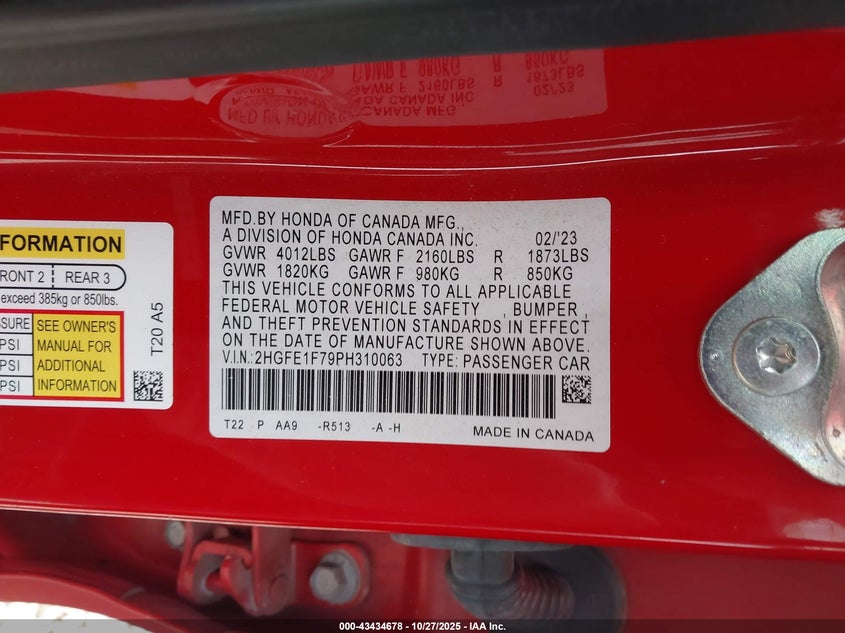 FORMATION
FRONT 2 REAR 3
exceed 385kg or 850lbs.
SEE OWNER'S
PSI MANUAL FOR
PSI ADDITIONAL
PSI INFORMATION
T20 A5
MFD.BY HONDA OF CANADA MFG.,
A DIVISION OF HONDA CANADA INC. 02/'23
GVWR 4012LBS GAWR F 2160LBS R 1873LBS
GVWR 1820KG GAWR F 980KG R 850KG
THIS VEHICLE CONFORMS TO ALL APPLICABLE
FEDERAL MOTOR VEHICLE SAFETY , BUMPER ,
AND THEFT PREVENTION STANDARDS IN EFFECT
ON THE DATE OF MANUFACTURE SHOWN ABOVE.
V.I.N.:2HGFE1F79PH310063 TYPE: PASSENGER CAR
T22 P AA9 -R513 -A -H
MADE IN CANADA
000-43434678 - 10/27/2025 - IAA Inc.